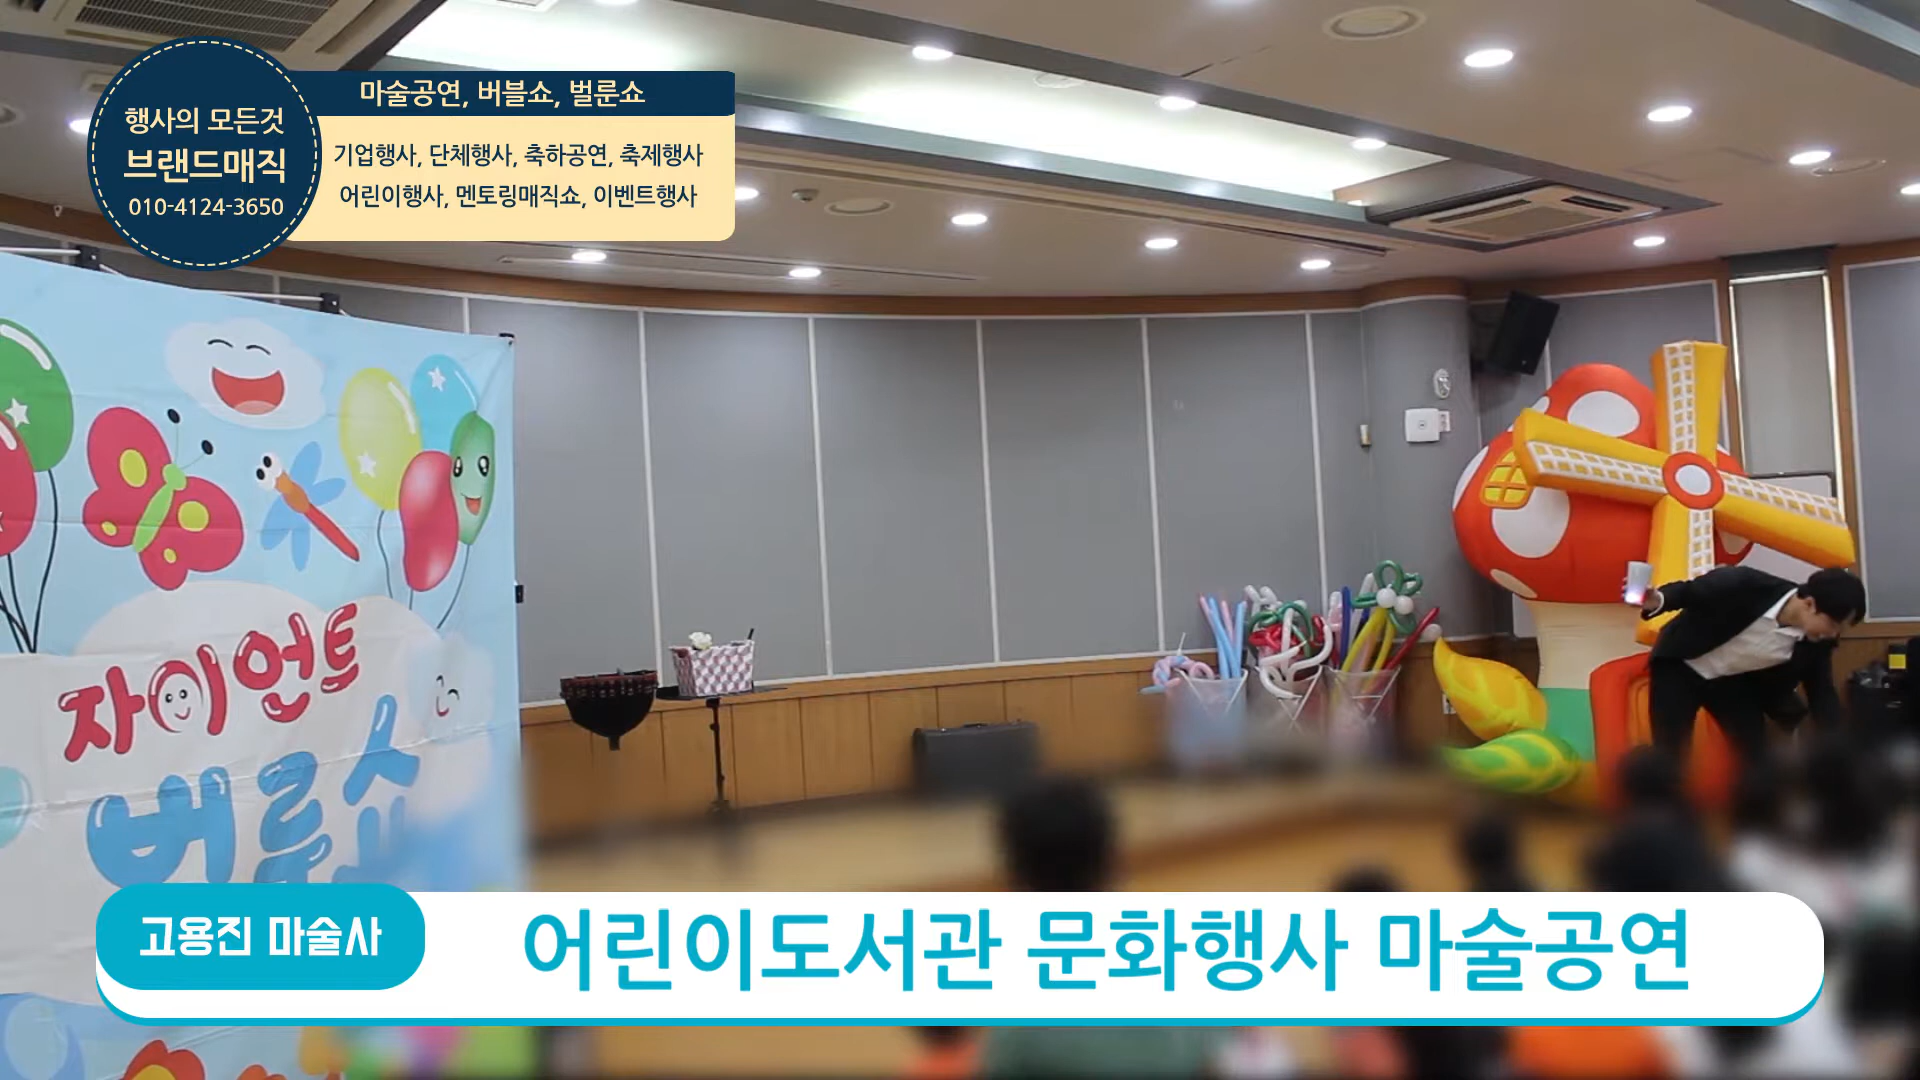 행사의 모든것
브랜드매직
010-4124-3650
마술공연, 버블쇼, 벌룬쇼
기업행사, 단체행사, 축하공연, 축제행사
어린이행사, 멘토링매직쇼, 이벤트행사
자이언트
버룬쇼
고용진 마술사
어린이도서관 문화행사 마술공연